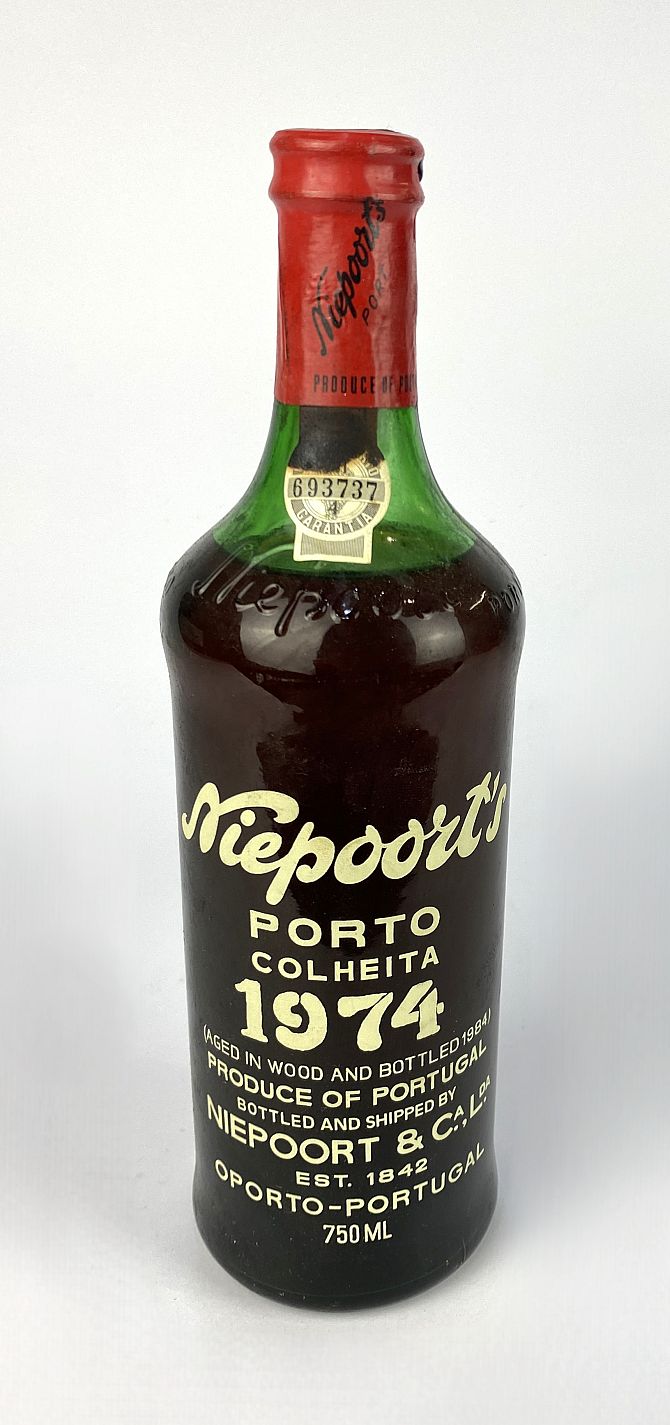 Niepoort's
PORT
PRODUCE OF
693737
GARANTIA
Niepoort's
PORTO
COLHEITA
1974
(AGED IN WOOD AND BOTTLED 1984)
PRODUCE OF PORTUGAL
BOTTLED AND SHIPPED BY
NIEPOORT & CA, LDA.
EST. 1842
OPORTO-PORTUGAL
750 ML